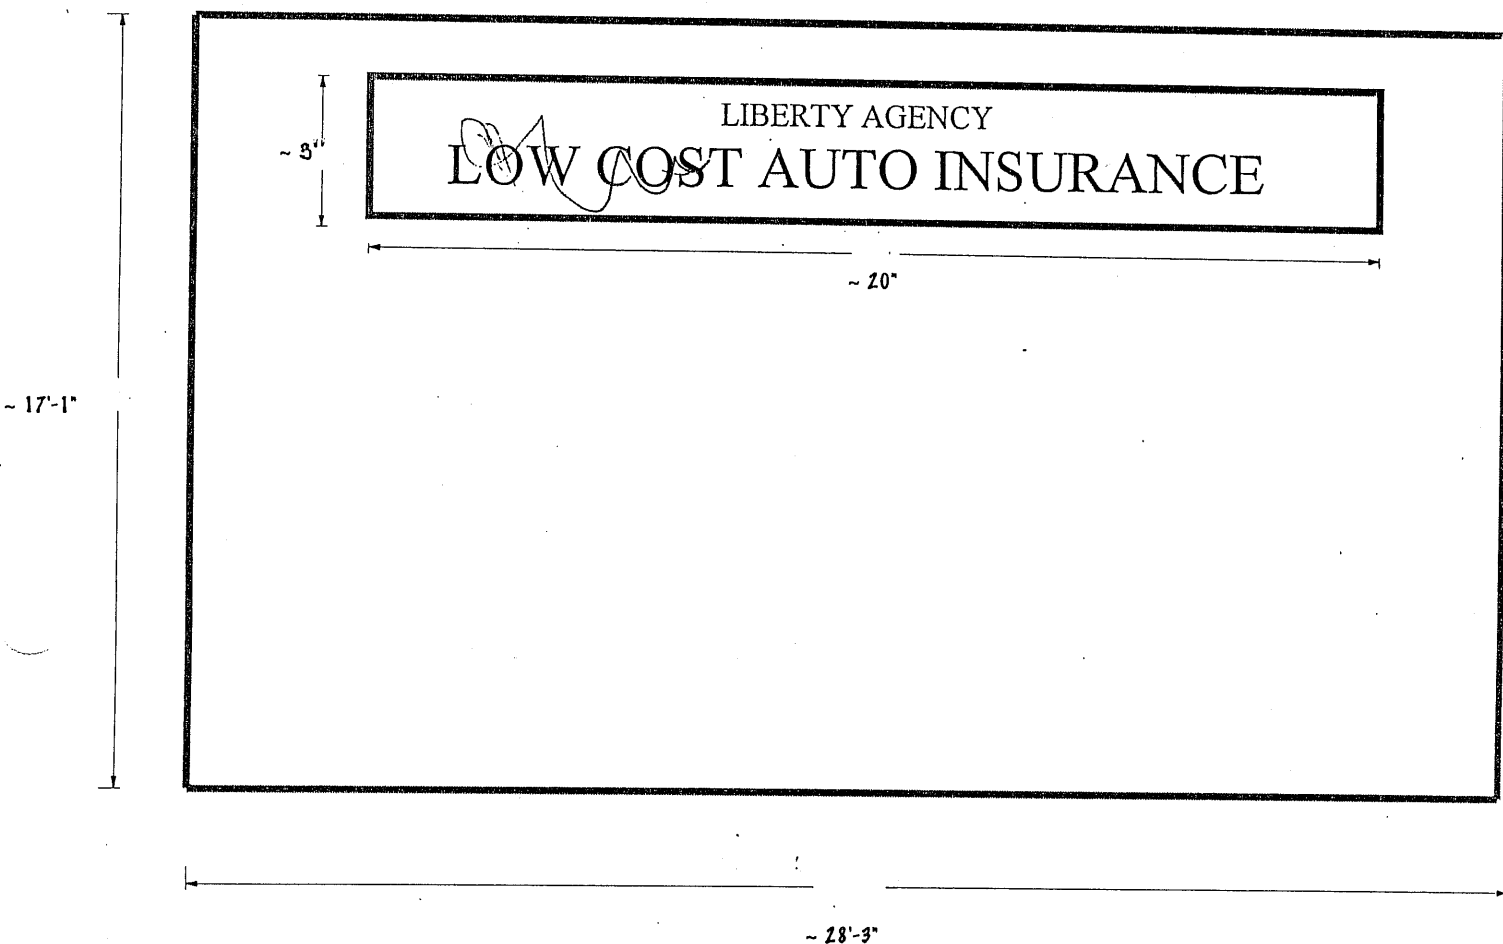 LIBERTY AGENCY
LOW COST AUTO INSURANCE
~ 3"
~ 20"
~ 17'-1"
~ 28'-3"